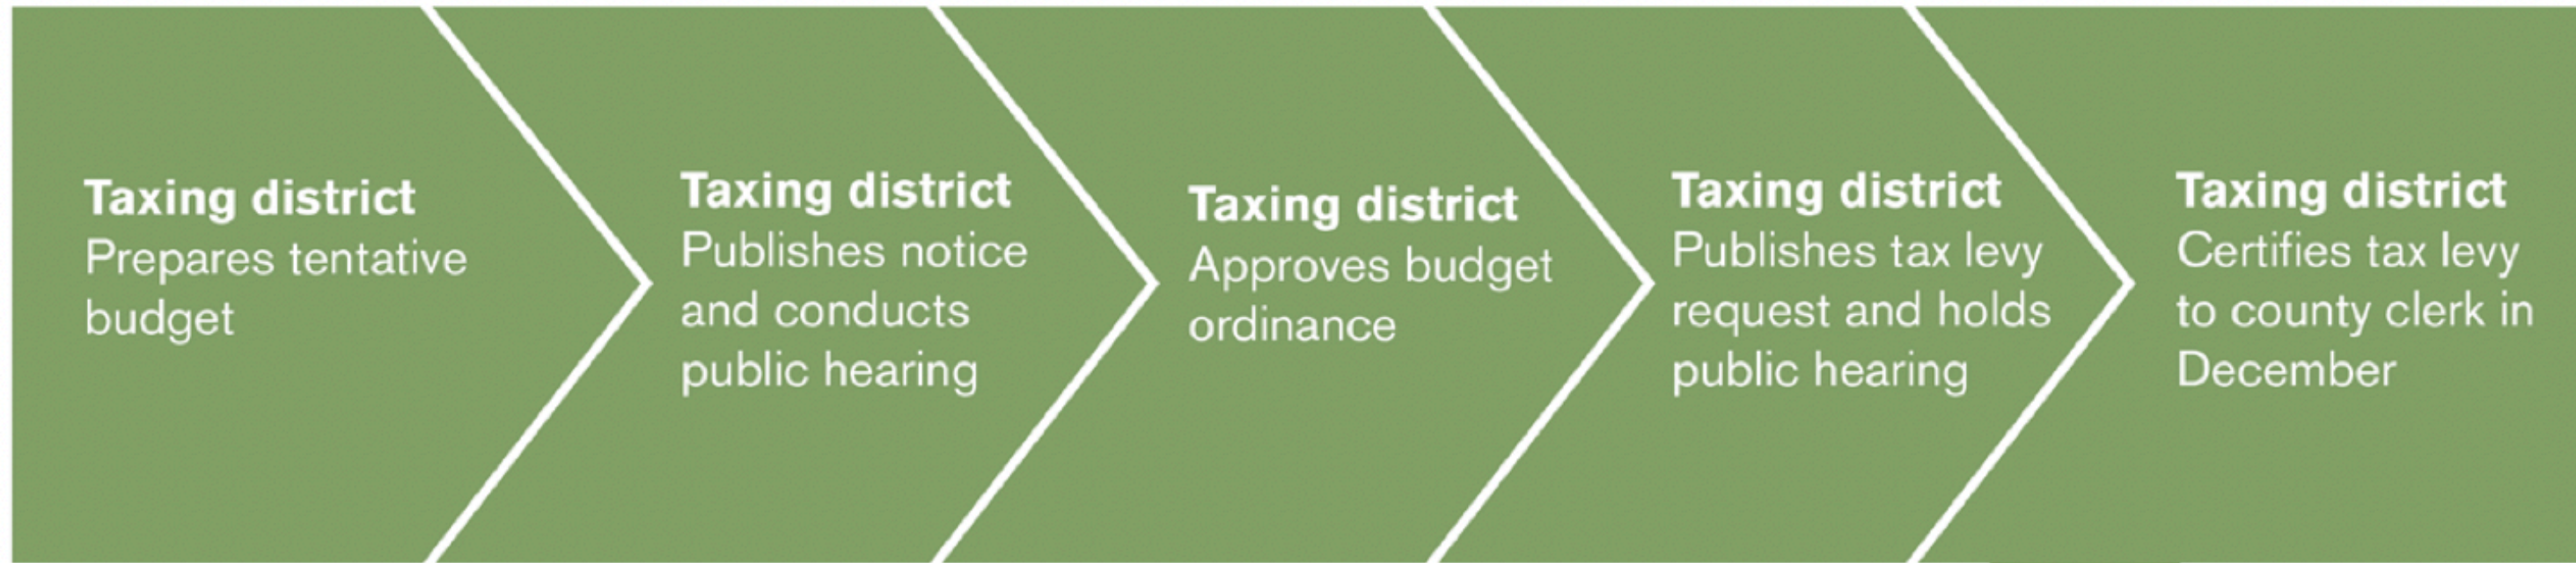 Taxing district
Prepares tentative
budget
Taxing district
Publishes notice
and conducts
public hearing
Taxing district
Approves budget
ordinance
Taxing district
Publishes tax levy
request and holds
public hearing
Taxing district
Certifies tax levy
to county clerk in
December